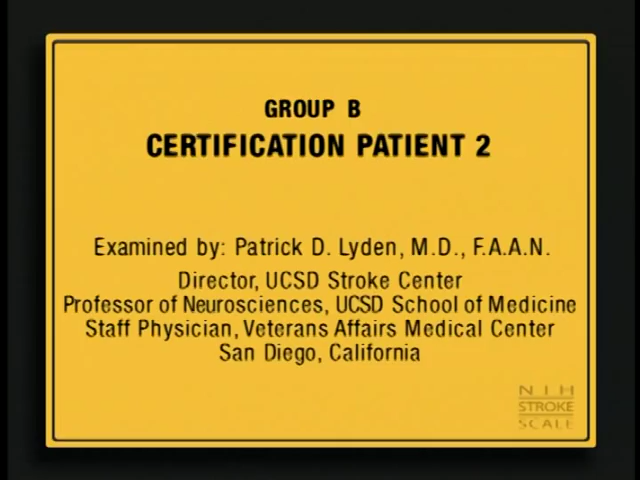 GROUP B
CERTIFICATION PATIENT 2
Examined by: Patrick D. Lyden, M.D., F.A.A.N.
Director, UCSD Stroke Center
Professor of Neurosciences, UCSD School of Medicine
Staff Physician, Veterans Affairs Medical Center
San Diego, California
NIH
STROKE
SCALE